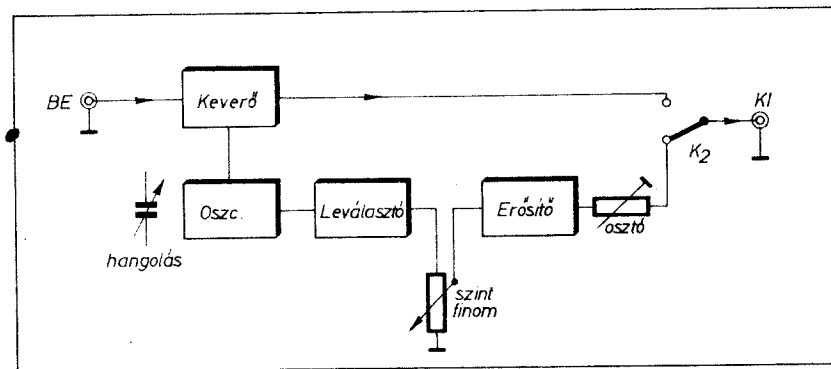 BE
Keverő
KI
K2
Oszc.
Leválasztó
Erősítő
osztó
hangolás
szint
finom